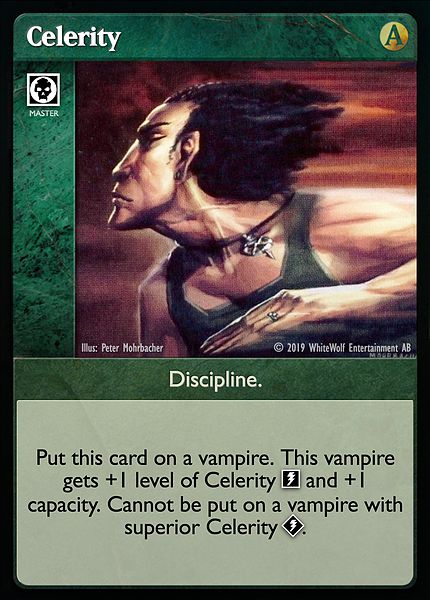 Celerity
A
MASTER
Illus: Peter Mohrbacher
© 2019 WhiteWolf Entertainment AB
Discipline.
Put this card on a vampire. This vampire
gets +1 level of Celerity and +1
capacity. Cannot be put on a vampire with
superior Celerity .